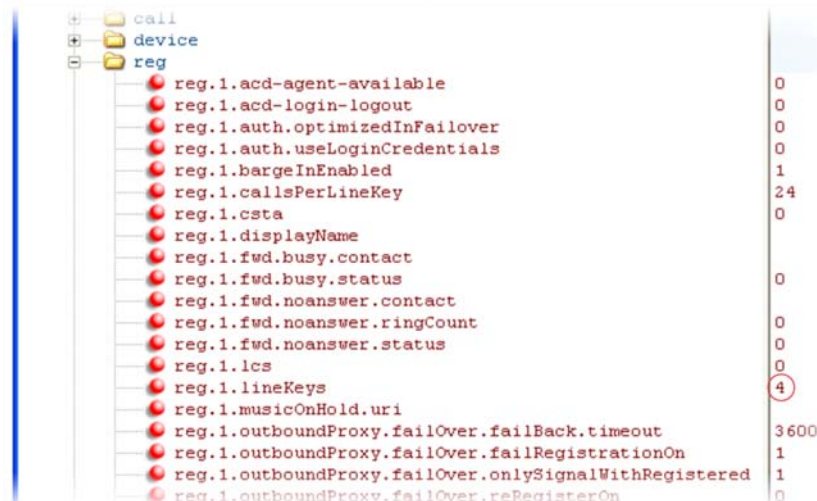 call
device
reg
reg.1.acd-agent-available 0
reg.1.acd-login-logout 0
reg.1.auth.optimizedInFailover 0
reg.1.auth.useLoginCredentials 0
reg.1.bargeInEnabled 1
reg.1.callsPerLineKey 24
reg.1.csta 0
reg.1.displayName
reg.1.fwd.busy.contact
reg.1.fwd.busy.status 0
reg.1.fwd.noanswer.contact
reg.1.fwd.noanswer.ringCount 0
reg.1.fwd.noanswer.status 0
reg.1.lcs 0
reg.1.lineKeys 4
reg.1.musicOnHold.uri
reg.1.outboundProxy.failOver.failBack.timeout 3600
reg.1.outboundProxy.failOver.failRegistrationOn 1
reg.1.outboundProxy.failOver.onlySignalWithRegistered 1
reg.1.outboundProxy.failOver.reRegisterOn 0